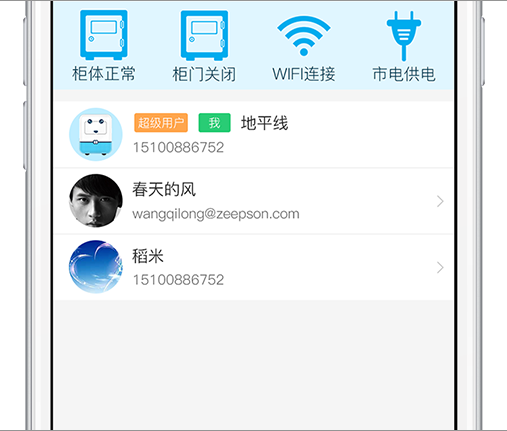 柜体正常 柜门关闭 WIFI连接 市电供电
超级用户 我 地平线
15100886752
春天的风
wangqilong@zeepson.com
稻米
15100886752